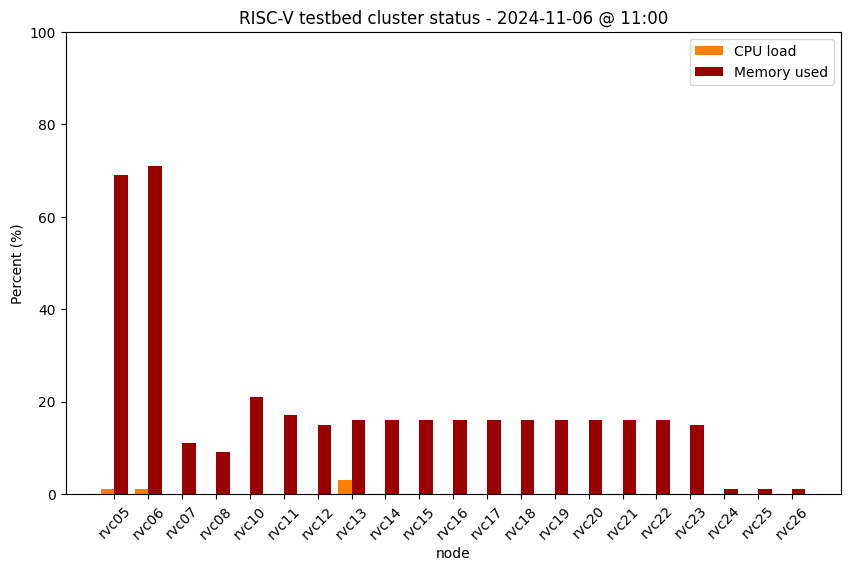 RISC-V testbed cluster status - 2024-11-06 @ 11:00
CPU load
Memory used
Percent (%)
100
80
60
40
20
0
rvc05
rvc06
rvc07
rvc08
rvc10
rvc11
rvc12
rvc13
rvc14
rvc15
rvc16
rvc17
rvc18
rvc19
rvc20
rvc21
rvc22
rvc23
rvc24
rvc25
rvc26
node